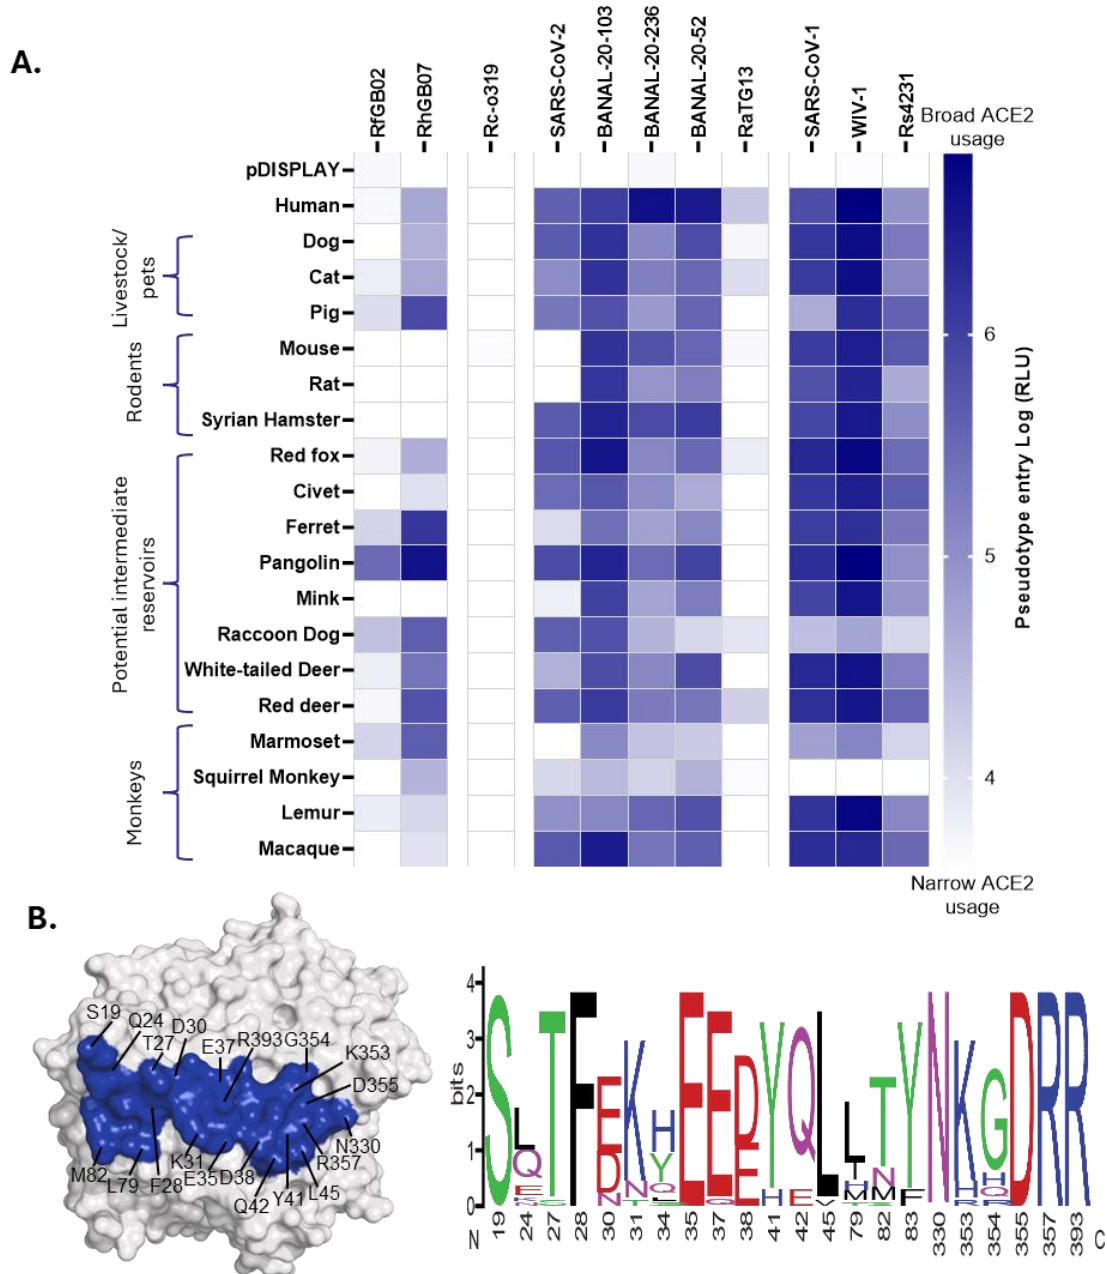 A.
RfGB02
RhGB07
Rc-o319
SARS-CoV-2
BANAL-20-103
BANAL-20-236
BANAL-20-52
RaTG13
SARS-CoV-1
WIV-1
Rs4231
Broad ACE2
usage
pDISPLAY
Human
Livestock/
pets
Dog
Cat
Pig
Rodents
Mouse
Rat
Syrian Hamster
Potential intermediate
reservoirs
Red fox
Civet
Ferret
Pangolin
Mink
Raccoon Dog
White-tailed Deer
Red deer
Monkeys
Marmoset
Squirrel Monkey
Lemur
Macaque
6
5
4
Pseudotype entry Log (RLU)
Narrow ACE2
usage
B.
S19
Q24
T27
D30
E37
R393
G354
K353
D355
N330
R357
L45
Y41
Q42
D38
E35
K31
F28
L79
M82
bits
4
3
2
1
0
N
19
24
27
28
30
31
34
35
37
38
41
42
45
79
82
83
330
353
354
355
357
393
C
S
L
Q
E
T
F
E
D
N
K
N
H
Y
Q
E
E
D
E
Y
H
Q
E
L
L
M
T
N
M
Y
F
N
K
G
D
R
R